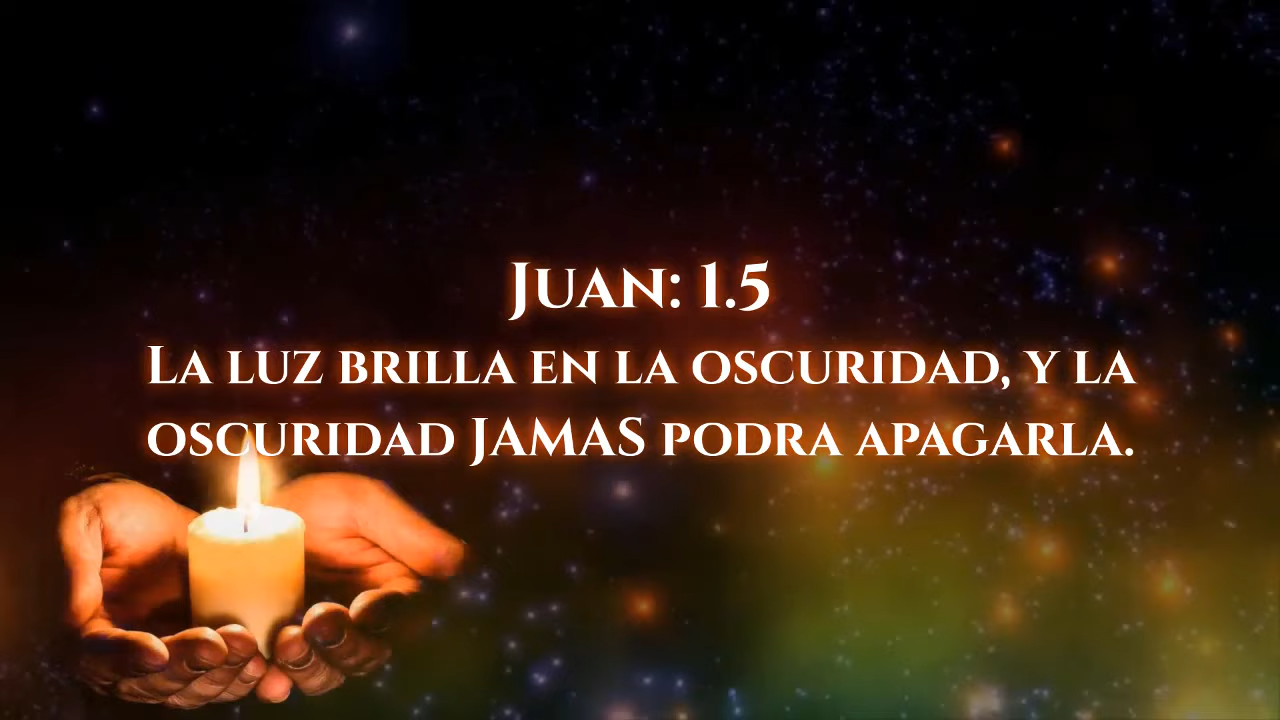 Juan: 1.5
La luz brilla en la oscuridad, y la
oscuridad JAMAS podra apagarla.